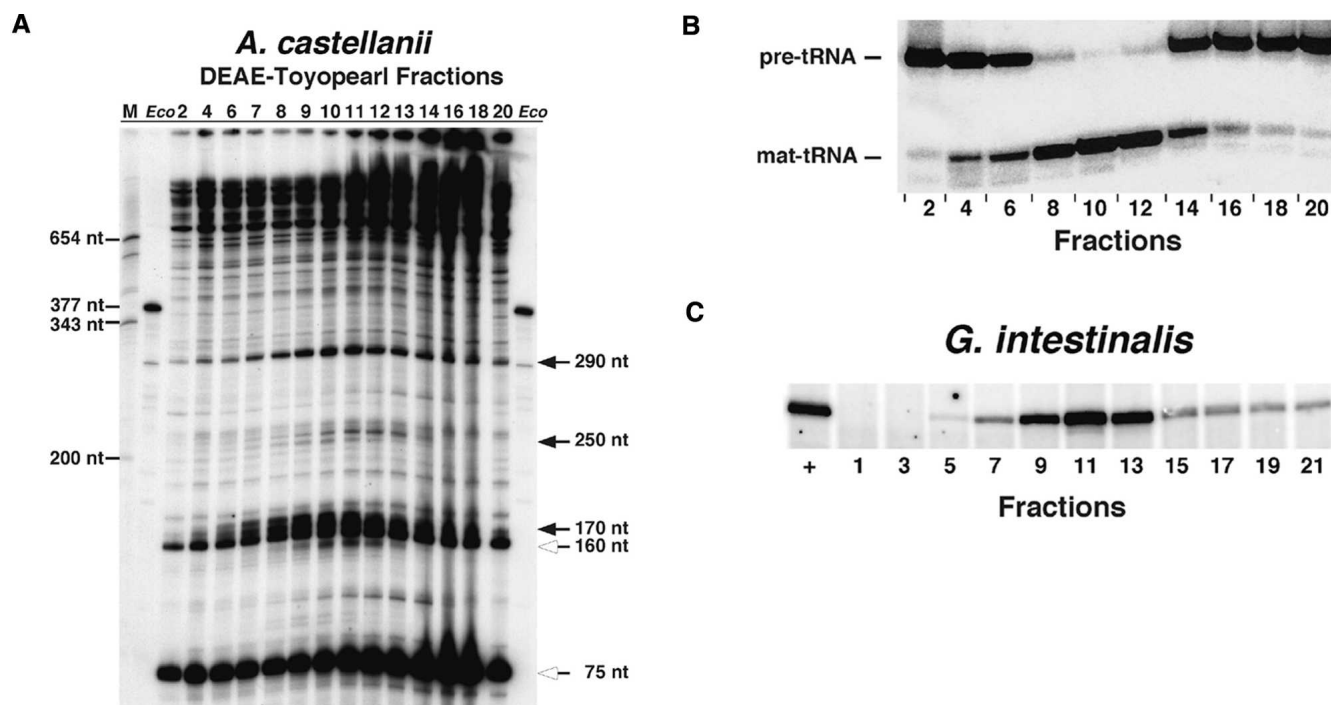 A
A. castellanii
DEAE-Toyopearl Fractions
M Eco 2 4 6 7 8 9 10 11 12 13 14 16 18 20 Eco
654 nt
377 nt
343 nt
200 nt
290 nt
250 nt
170 nt
160 nt
75 nt
B
pre-tRNA
mat-tRNA
2 4 6 8 10 12 14 16 18 20
Fractions
C
G. intestinalis
+ 1 3 5 7 9 11 13 15 17 19 21
Fractions